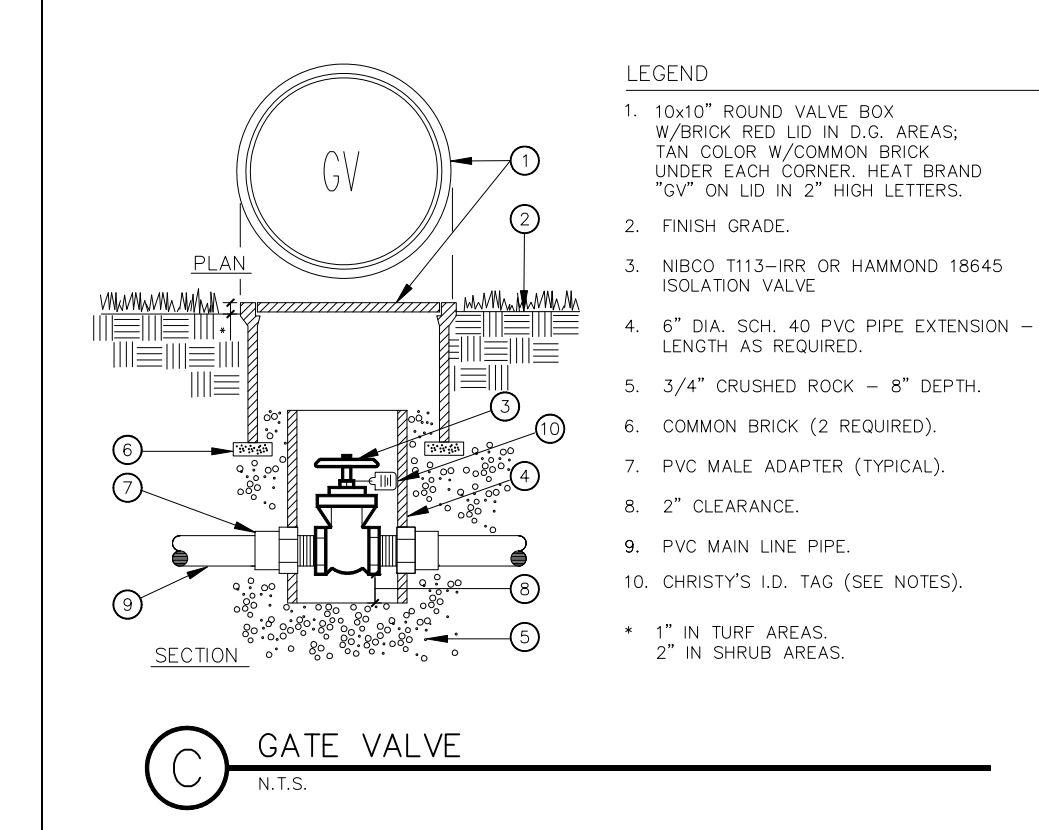 GV
PLAN
*
1
2
3
10
4
6
7
9
8
5
SECTION
LEGEND
1. 10x10" ROUND VALVE BOX
W/BRICK RED LID IN D.G. AREAS;
TAN COLOR W/COMMON BRICK
UNDER EACH CORNER. HEAT BRAND
"GV" ON LID IN 2" HIGH LETTERS.
2. FINISH GRADE.
3. NIBCO T113-IRR OR HAMMOND 18645
ISOLATION VALVE
4. 6" DIA. SCH. 40 PVC PIPE EXTENSION -
LENGTH AS REQUIRED.
5. 3/4" CRUSHED ROCK - 8" DEPTH.
6. COMMON BRICK (2 REQUIRED).
7. PVC MALE ADAPTER (TYPICAL).
8. 2" CLEARANCE.
9. PVC MAIN LINE PIPE.
10. CHRISTY'S I.D. TAG (SEE NOTES).
* 1" IN TURF AREAS.
2" IN SHRUB AREAS.
C
GATE VALVE
N.T.S.